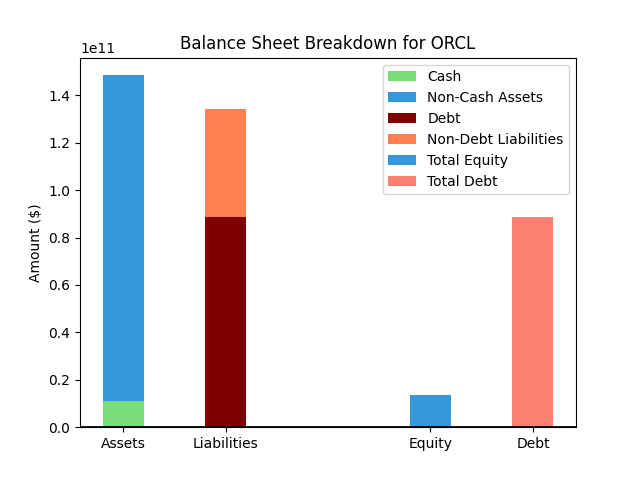 Balance Sheet Breakdown for ORCL
1e11
1.4
1.2
1.0
0.8
0.6
0.4
0.2
0.0
Amount ($)
Cash
Non-Cash Assets
Debt
Non-Debt Liabilities
Total Equity
Total Debt
Assets
Liabilities
Equity
Debt